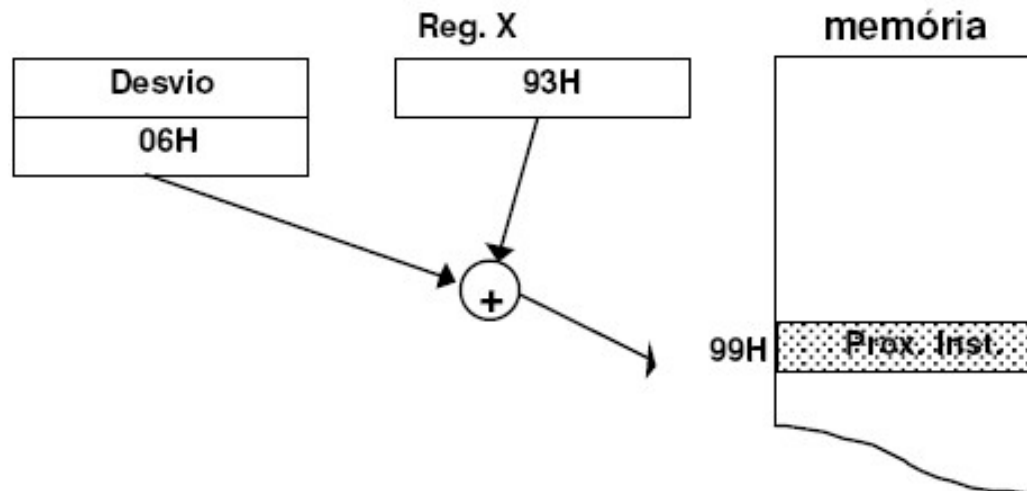 Reg. X
memória
Desvio
93H
06H
+
99H
Prox. Inst.